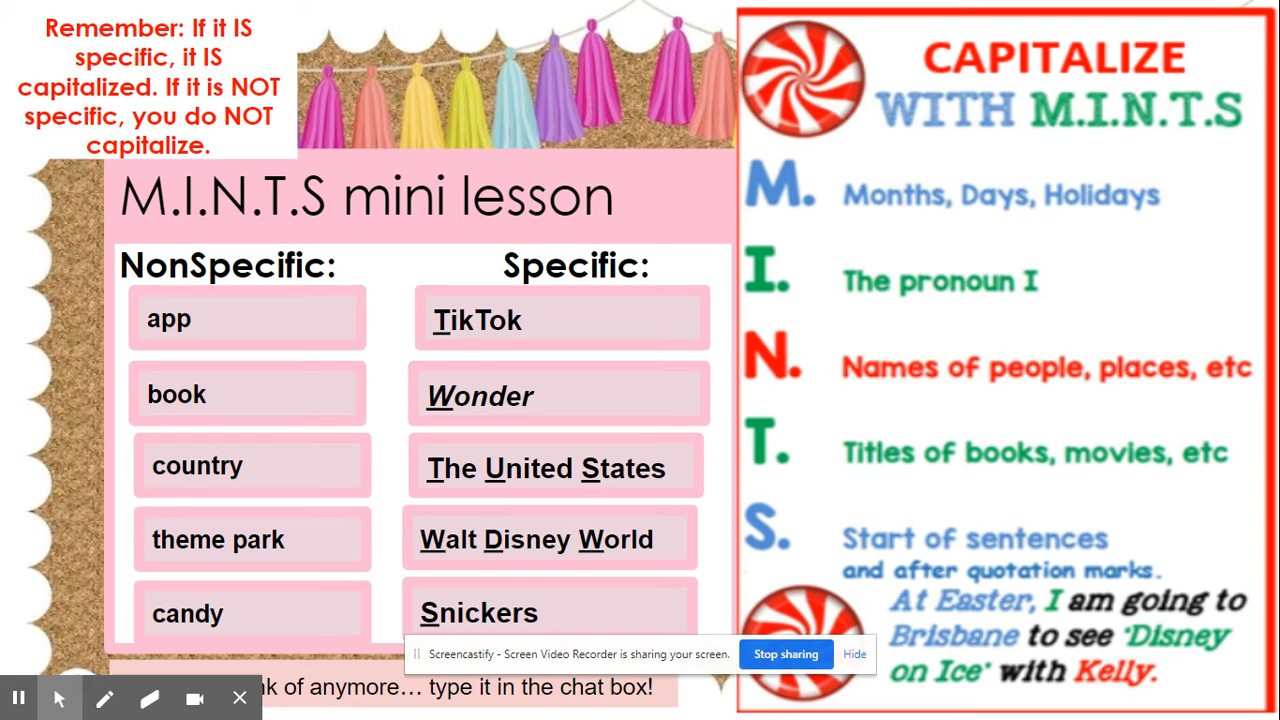 Remember: If it IS
specific, it IS
capitalized. If it is NOT
specific, you do NOT
capitalize.
M.I.N.T.S mini lesson
NonSpecific:
Specific:
app
TikTok
book
Wonder
country
The United States
theme park
Walt Disney World
candy
Snickers
of anymore... type it in the chat box!
CAPITALIZE
WITH M.I.N.T.S
M. Months, Days, Holidays
I. The pronoun I
N. Names of people, places, etc
T. Titles of books, movies, etc
S. Start of sentences
and after quotation marks.
At Easter, I am going to
Brisbane to see "Disney
on Ice" with Kelly.
Screencastify - Screen Video Recorder is sharing your screen.
Stop sharing
Hide